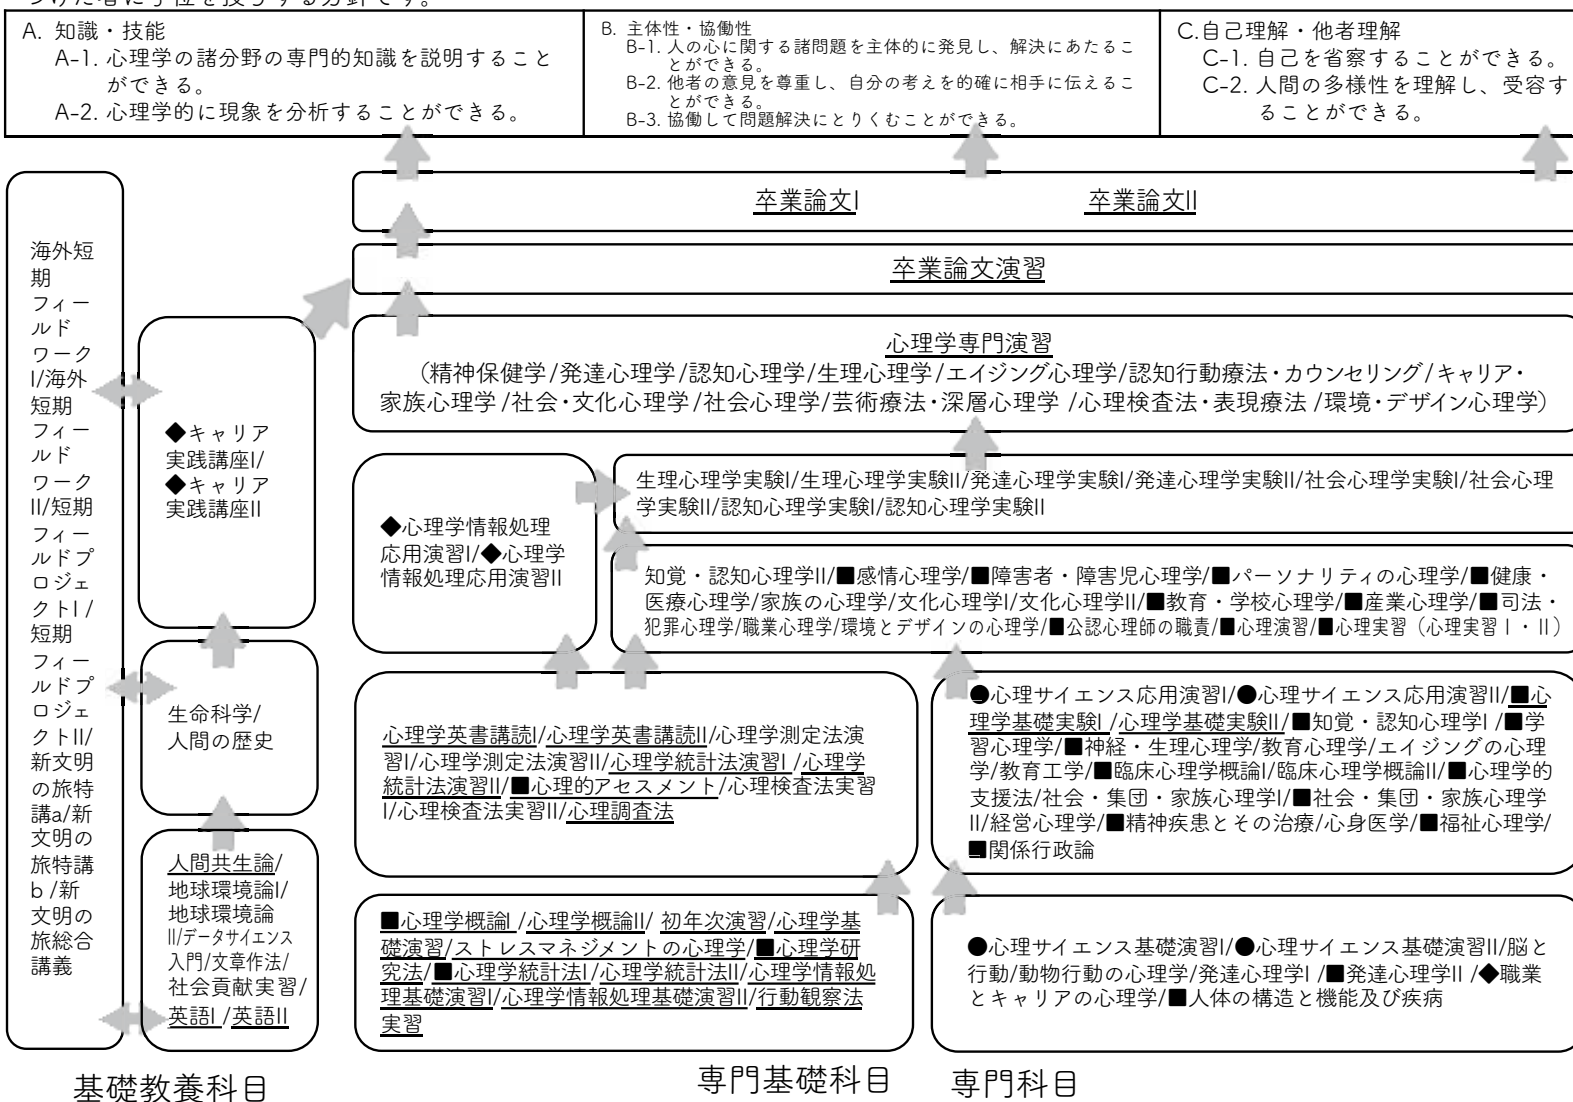 つけた者に学位を授与する方針です。
A. 知識・技能
A-1. 心理学の諸分野の専門的知識を説明すること
ができる。
A-2. 心理学的に現象を分析することができる。
B. 主体性・協働性
B-1. 人の心に関する諸問題を主体的に発見し、解決にあたるこ
とができる。
B-2. 他者の意見を尊重し、自分の考えを的確に相手に伝えるこ
とができる。
B-3. 協働して問題解決にとりくむことができる。
C.自己理解・他者理解
C-1. 自己を省察することができる。
C-2. 人間の多様性を理解し、受容す
ることができる。
卒業論文I 卒業論文II
卒業論文演習
心理学専門演習
（精神保健学/発達心理学/認知心理学/生理心理学/エイジング心理学/認知行動療法・カウンセリング/キャリア・
家族心理学/社会・文化心理学/社会心理学/芸術療法・深層心理学 /心理検査法・表現療法 /環境・デザイン心理学）
海外短
期
フィー
ルド
ワーク
I/海外
短期
フィー
ルド
ワーク
II/短期
フィー
ルドプ
ロジェ
クトI /
短期
フィー
ルドプ
ロジェ
クトII/
新文明
の旅特
講a/新
文明の
旅特講
b /新
文明の
旅総合
講義
◆キャリア
実践講座I/
◆キャリア
実践講座II
生命科学/
人間の歴史
人間共生論/
地球環境論I/
地球環境論
II/データサイエンス
入門/文章作法/
社会貢献実習/
英語I /英語II
◆心理学情報処理
応用演習I/◆心理学
情報処理応用演習II
生理心理学実験I/生理心理学実験II/発達心理学実験I/発達心理学実験II/社会心理学実験I/社会心理
学実験II/認知心理学実験I/認知心理学実験II
知覚・認知心理学II/■感情心理学/■障害者・障害児心理学/■パーソナリティの心理学/■健康・
医療心理学/家族の心理学/文化心理学I/文化心理学II/■教育・学校心理学/■産業心理学/■司法・
犯罪心理学/職業心理学/環境とデザインの心理学/■公認心理師の職責/■心理演習/■心理実習（心理実習Ⅰ・Ⅱ）
心理学英書講読I/心理学英書講読II/心理学測定法演
習I/心理学測定法演習II/心理学統計法演習I /心理学
統計法演習II/■心理的アセスメント/心理検査法実習
I/心理検査法実習II/心理調査法
●心理サイエンス応用演習I/●心理サイエンス応用演習II/■心
理学基礎実験I /心理学基礎実験II/■知覚・認知心理学I /■学
習心理学/■神経・生理心理学/教育心理学/エイジングの心理
学/教育工学/■臨床心理学概論I/臨床心理学概論II/■心理学的
支援法/社会・集団・家族心理学I/■社会・集団・家族心理学
II/経営心理学/■精神疾患とその治療/心身医学/■福祉心理学/
■関係行政論
■心理学概論I /心理学概論II/ 初年次演習/心理学基
礎演習/ストレスマネジメントの心理学/■心理学研
究法/■心理学統計法I/心理学統計法II/心理学情報処
理基礎演習I/心理学情報処理基礎演習II/行動観察法
実習
●心理サイエンス基礎演習I/●心理サイエンス基礎演習II/脳と
行動/動物行動の心理学/発達心理学I /■発達心理学II /◆職業
とキャリアの心理学/■人体の構造と機能及び疾病
基礎教養科目
専門基礎科目
専門科目